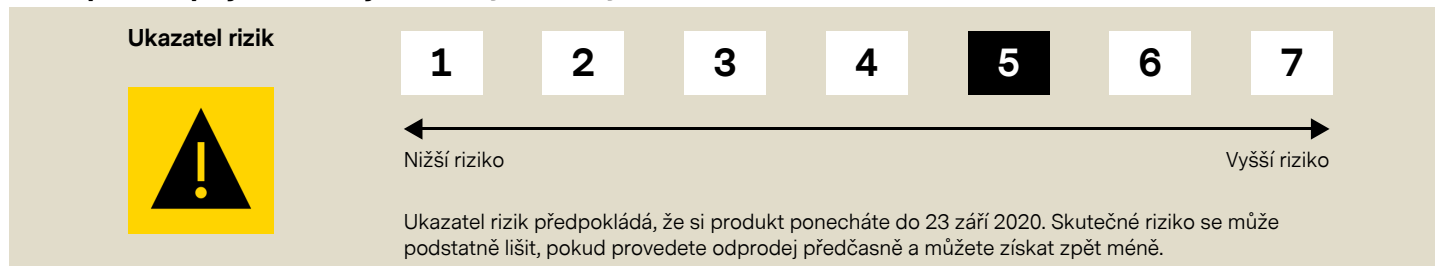 Ukazatel rizik
1 2 3 4 5 6 7
Nižší riziko Vyšší riziko
Ukazatel rizik předpokládá, že si produkt ponecháte do 23 září 2020. Skutečné riziko se může
podstatně lišit, pokud provedete odprodej předčasně a můžete získat zpět méně.